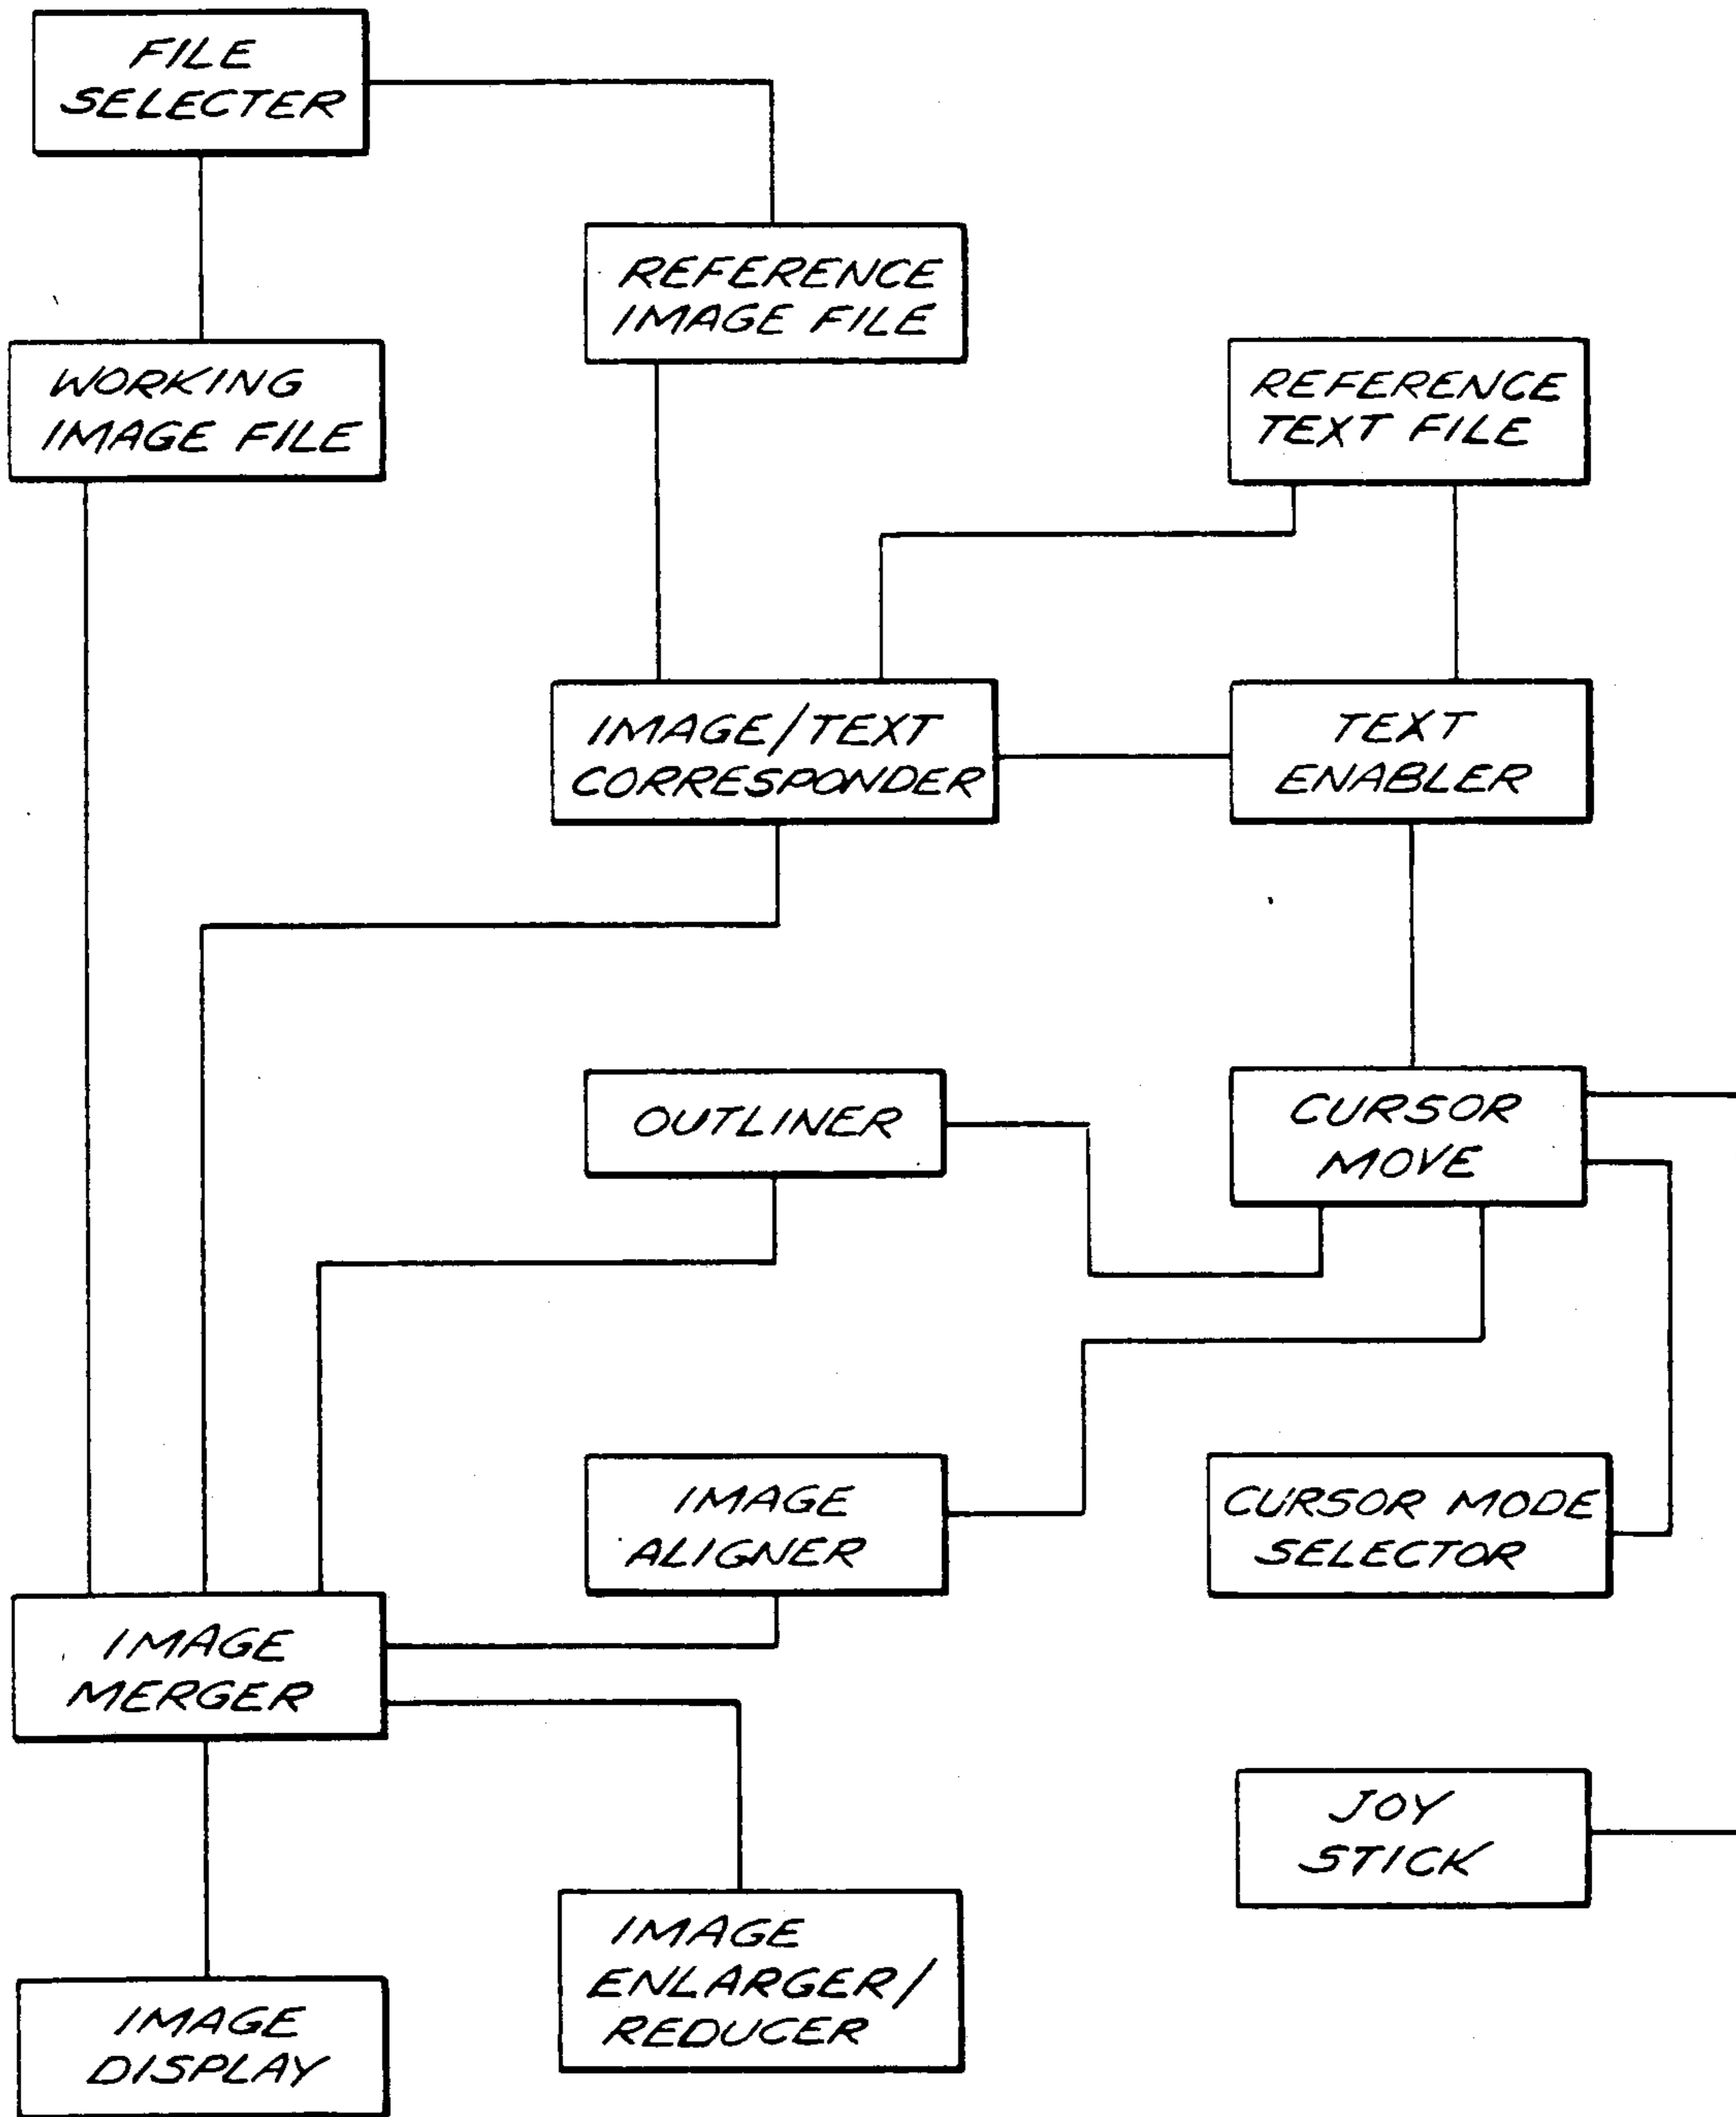 FILE
SELECTER
REFERENCE
IMAGE FILE
WORKING
IMAGE FILE
REFERENCE
TEXT FILE
IMAGE/TEXT
CORRESPONDER
TEXT
ENABLER
OUTLINER
CURSOR
MOVE
IMAGE
ALIGNER
CURSOR MODE
SELECTOR
IMAGE
MERGER
JOY
STICK
IMAGE
ENLARGER/
REDUCER
IMAGE
DISPLAY